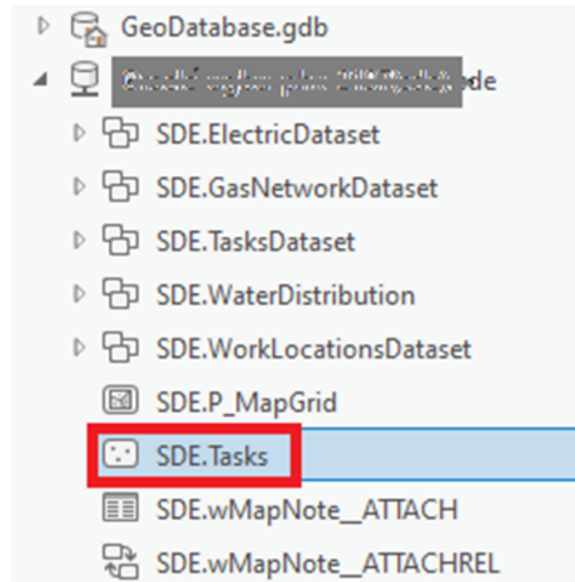 GeoDatabase.gdb
de
SDE.ElectricDataset
SDE.GasNetworkDataset
SDE.TasksDataset
SDE.WaterDistribution
SDE.WorkLocationsDataset
SDE.P_MapGrid
SDE.Tasks
SDE.wMapNote__ATTACH
SDE.wMapNote__ATTACHREL